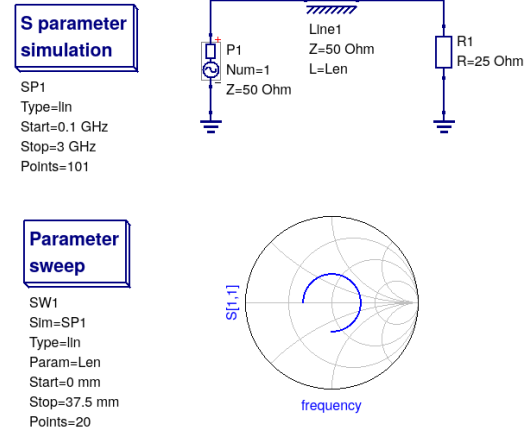 S parameter
simulation
SP1
Type=lin
Start=0.1 GHz
Stop=3 GHz
Points=101
+
P1
Num=1
Z=50 Ohm
−
Line1
Z=50 Ohm
L=Len
R1
R=25 Ohm
Parameter
sweep
SW1
Sim=SP1
Type=lin
Param=Len
Start=0 mm
Stop=37.5 mm
Points=20
S[1,1]
frequency